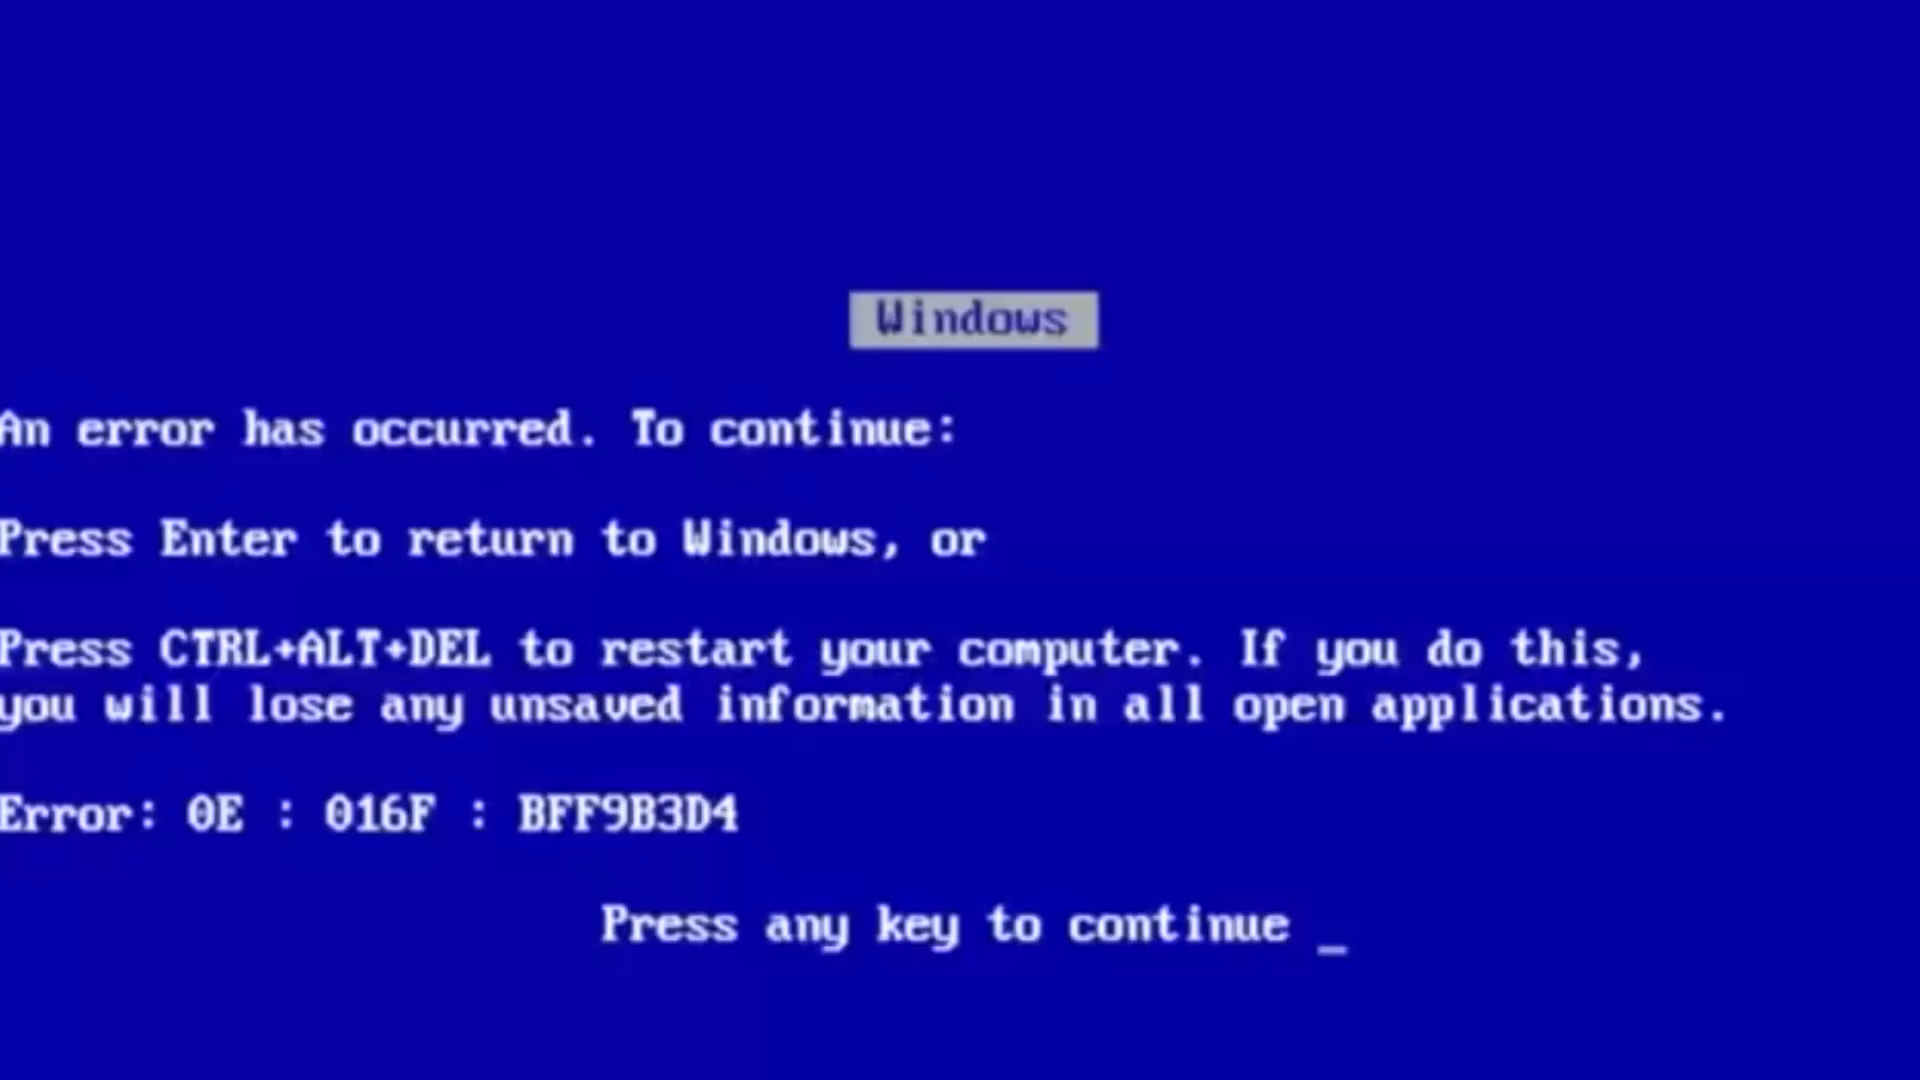 Windows
An error has occurred. To continue:
Press Enter to return to Windows, or
Press CTRL+ALT+DEL to restart your computer. If you do this,
you will lose any unsaved information in all open applications.
Error: 0E : 016F : BFF9B3D4
Press any key to continue _